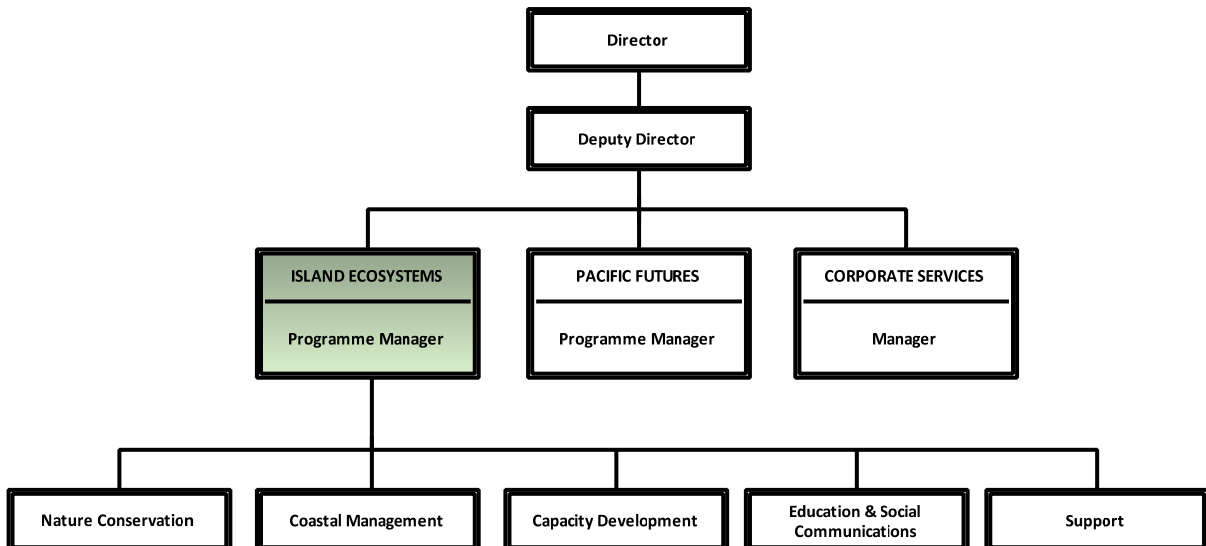 Director
Deputy Director
ISLAND ECOSYSTEMS
Programme Manager
PACIFIC FUTURES
Programme Manager
CORPORATE SERVICES
Manager
Nature Conservation
Coastal Management
Capacity Development
Education & Social
Communications
Support